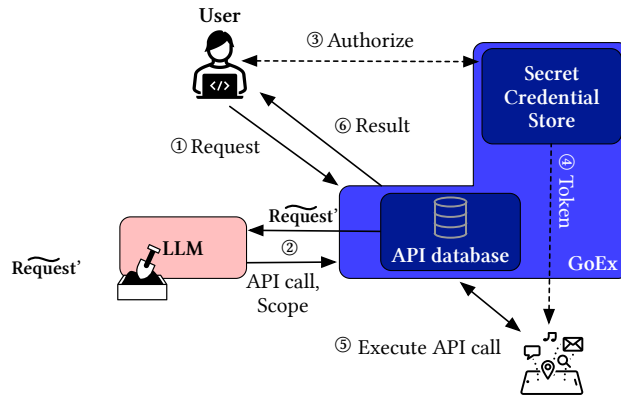 User
③ Authorize
Secret
Credential
Store
</>
⑥ Result
① Request
④ Token
Request’
②
LLM
API database
Request’
API call,
Scope
GoEx
⑤ Execute API call